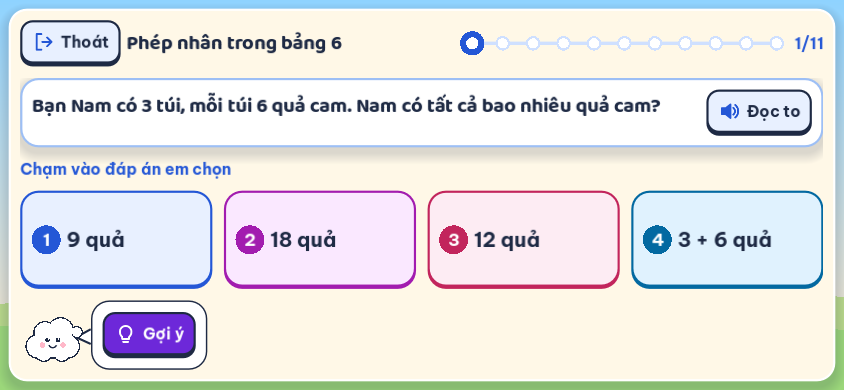 Thoát
Phép nhân trong bảng 6
1/11
Bạn Nam có 3 túi, mỗi túi 6 quả cam. Nam có tất cả bao nhiêu quả cam?
Đọc to
Chạm vào đáp án em chọn
1 9 quả
2 18 quả
3 12 quả
4 3 + 6 quả
Gợi ý